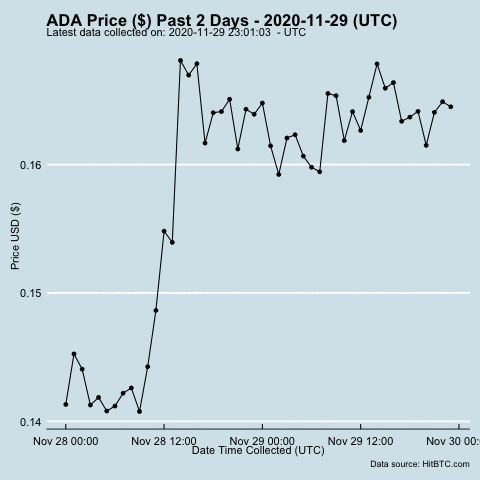 ADA Price ($) Past 2 Days - 2020-11-29 (UTC)
Latest data collected on: 2020-11-29 23:01:03 - UTC
Price USD ($)
0.16
0.15
0.14
Nov 28 00:00 Nov 28 12:00 Nov 29 00:00 Nov 29 12:00 Nov 30 00:0
Date Time Collected (UTC)
Data source: HitBTC.com